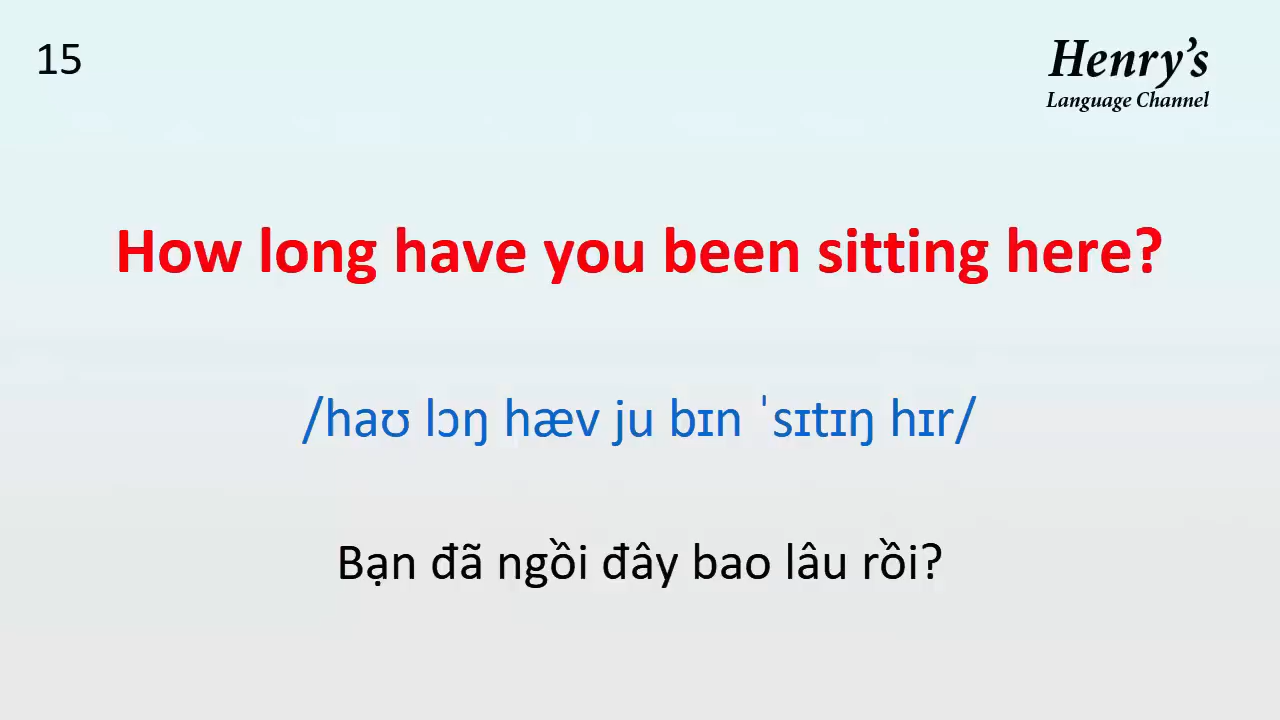 15
Henry's
Language Channel
How long have you been sitting here?
/haʊ lɔŋ hæv ju bɪn ˈsɪtɪŋ hɪr/
Bạn đã ngồi đây bao lâu rồi?